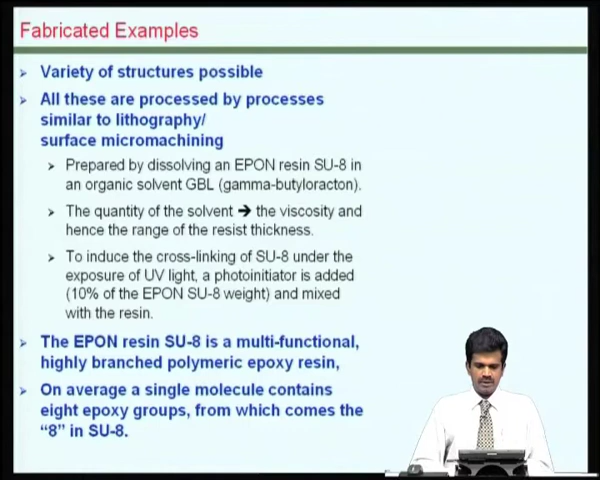 Fabricated Examples
Variety of structures possible
All these are processed by processes
similar to lithography/
surface micromachining
Prepared by dissolving an EPON resin SU-8 in
an organic solvent GBL (gamma-butyloracton).
The quantity of the solvent → the viscosity and
hence the range of the resist thickness.
To induce the cross-linking of SU-8 under the
exposure of UV light, a photoinitiator is added
(10% of the EPON SU-8 weight) and mixed
with the resin.
The EPON resin SU-8 is a multi-functional,
highly branched polymeric epoxy resin,
On average a single molecule contains
eight epoxy groups, from which comes the
“8” in SU-8.